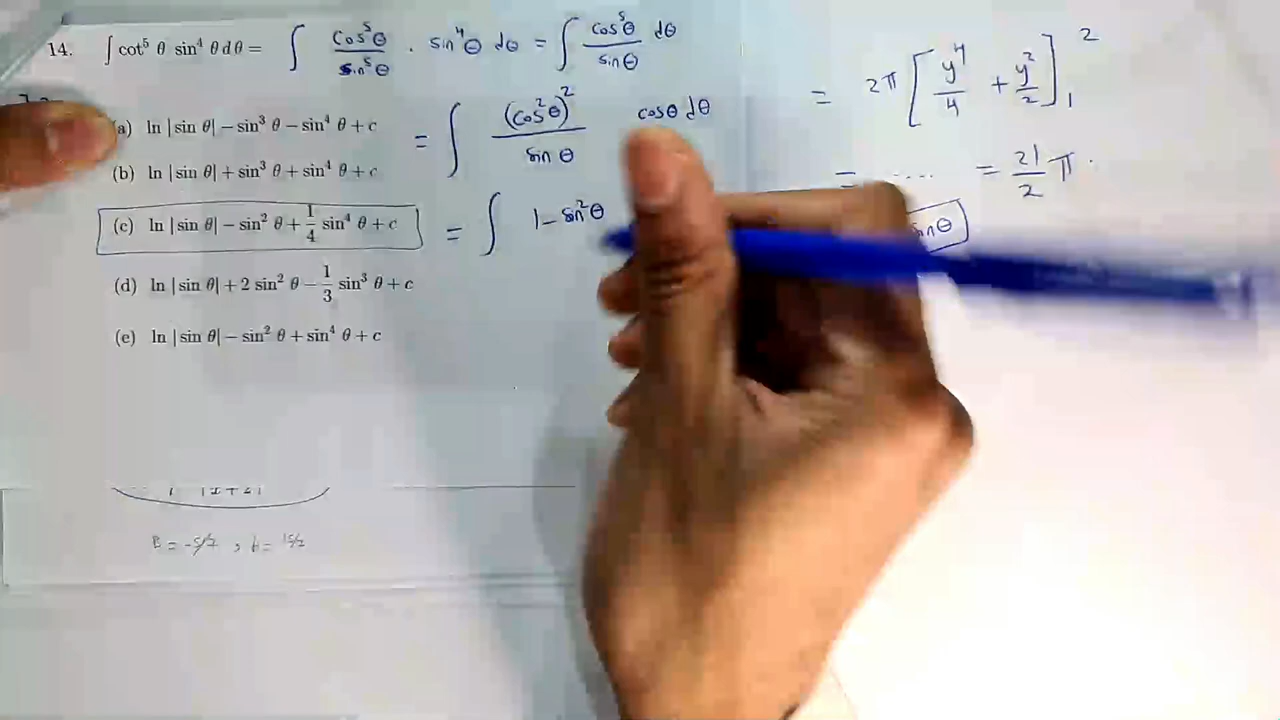 14. ∫ cot⁵ θ sin⁴ θ dθ = ∫ cos⁵θ / sin⁵θ · sin⁴θ dθ = ∫ cos⁵θ / sinθ dθ
(a) ln |sin θ| − sin³ θ − sin⁴ θ + c
= ∫ (cos²θ)² / sin θ cosθ dθ
(b) ln |sin θ| + sin³ θ + sin⁴ θ + c
(c) ln |sin θ| − sin² θ + 1/4 sin⁴ θ + c
= ∫ 1 − sin²θ
(d) ln |sin θ| + 2 sin² θ − 1/3 sin³ θ + c
(e) ln |sin θ| − sin² θ + sin⁴ θ + c
= 2π [ y⁴/4 + y²/2 ]₁²
= .... = 21/2 π.
sinθ